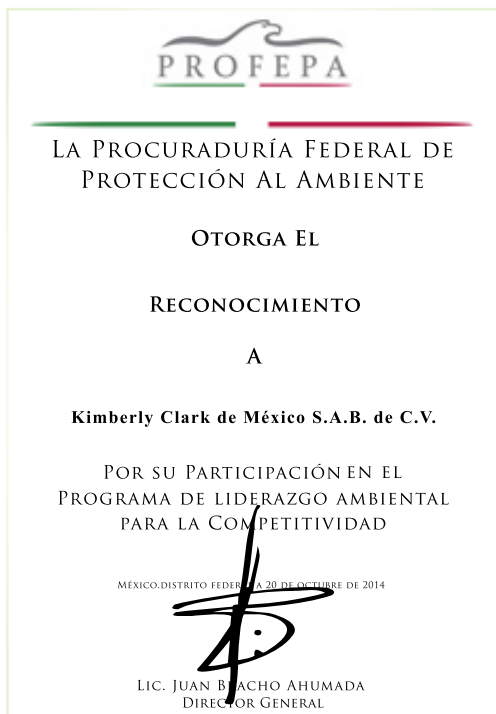 PROFEPA
La Procuraduría Federal de
Protección Al Ambiente
Otorga El
Reconocimiento
A
Kimberly Clark de México S.A.B. de C.V.
Por su Participación en el
Programa de liderazgo ambiental
para la Competitividad
México.distrito federal a 20 de octubre de 2014
Lic. Juan Bracho Ahumada
Director General